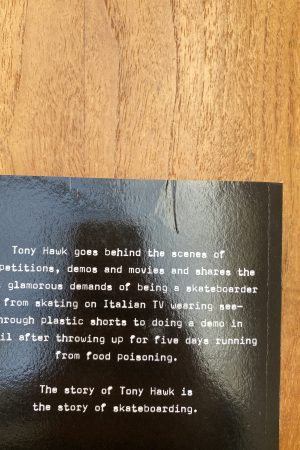 Tony Hawk goes behind the scenes of
petitions, demos and movies and shares the
glamorous demands of being a skateboarder
from skating on Italian TV wearing see-
hrough plastic shorts to doing a demo in
il after throwing up for five days running
from food poisoning.
The story of Tony Hawk is
the story of skateboarding.